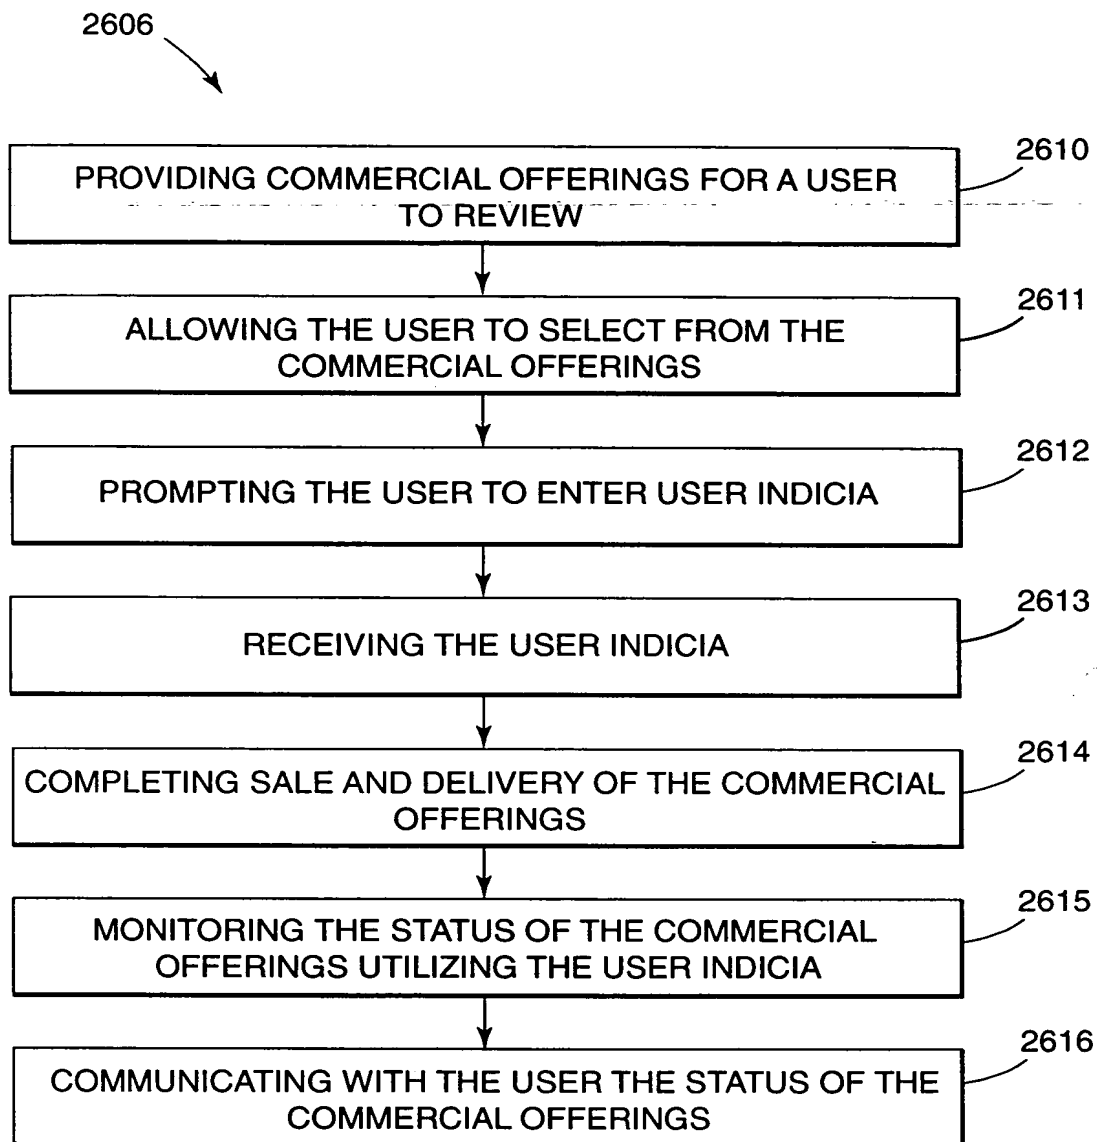 2606
2610
PROVIDING COMMERCIAL OFFERINGS FOR A USER
TO REVIEW
2611
ALLOWING THE USER TO SELECT FROM THE
COMMERCIAL OFFERINGS
2612
PROMPTING THE USER TO ENTER USER INDICIA
2613
RECEIVING THE USER INDICIA
2614
COMPLETING SALE AND DELIVERY OF THE COMMERCIAL
OFFERINGS
2615
MONITORING THE STATUS OF THE COMMERCIAL
OFFERINGS UTILIZING THE USER INDICIA
2616
COMMUNICATING WITH THE USER THE STATUS OF THE
COMMERCIAL OFFERINGS